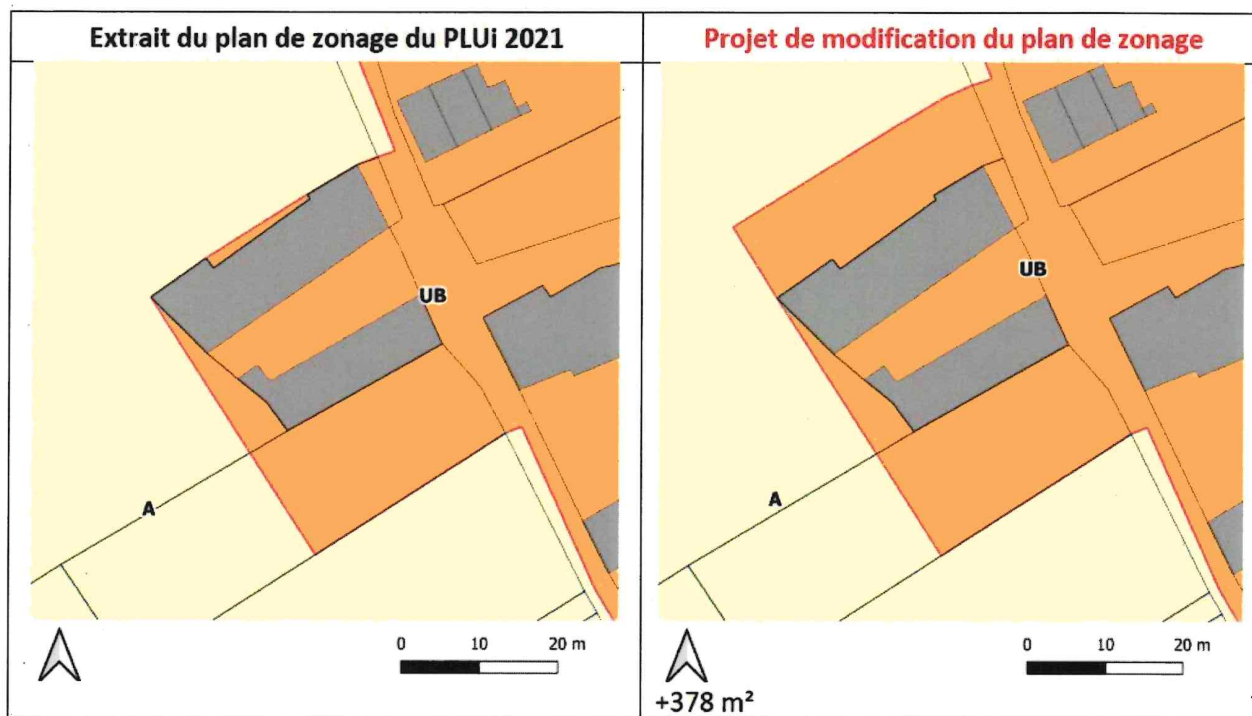 Extrait du plan de zonage du PLUi 2021
Projet de modification du plan de zonage
UB
A
0 10 20 m
UB
A
0 10 20 m
+378 m²